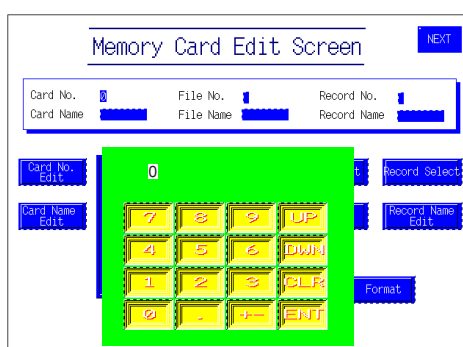 Memory Card Edit Screen
NEXT
Card No. 0 File No. Record No.
Card Name File Name Record Name
Card No.
Edit
t
Record Select
0
Card Name
Edit
Record Name
Edit
7 8 9 UP
4 5 6 DWN
1 2 3 CLR
0 . +- ENT
Format